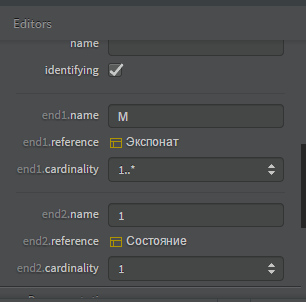 Editors
name
identifying
end1.name M
end1.reference Экспонат
end1.cardinality 1..*
end2.name 1
end2.reference Состояние
end2.cardinality 1